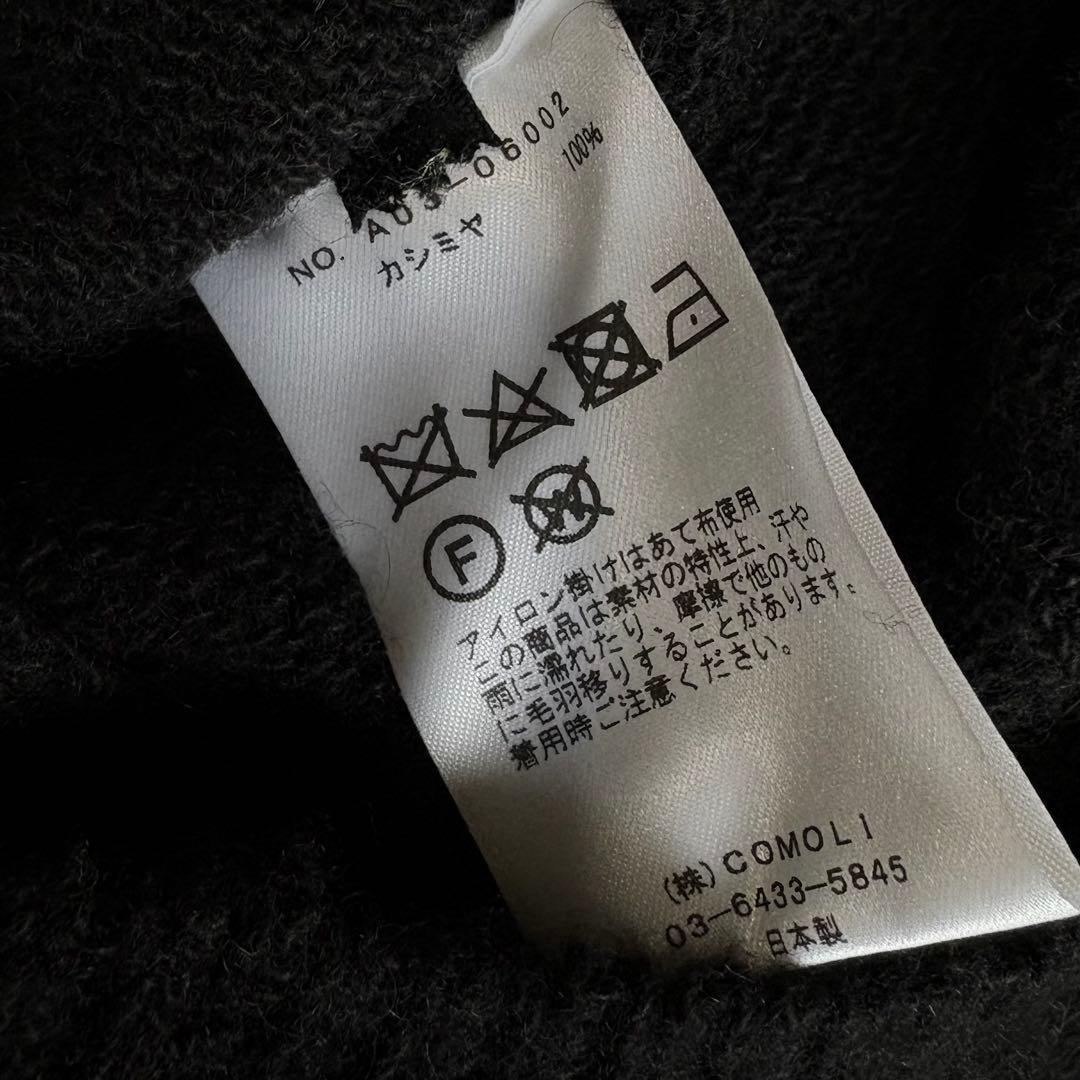 NO. A03-06002
カシミヤ 100%
F
W
アイロン掛けはあて布使用
この商品は素材の特性上、汗や
雨に濡れたり、摩擦で他のもの
に毛羽移りすることがあります。
着用時ご注意ください。
(株)COMOLI
03-6433-5845
日本製